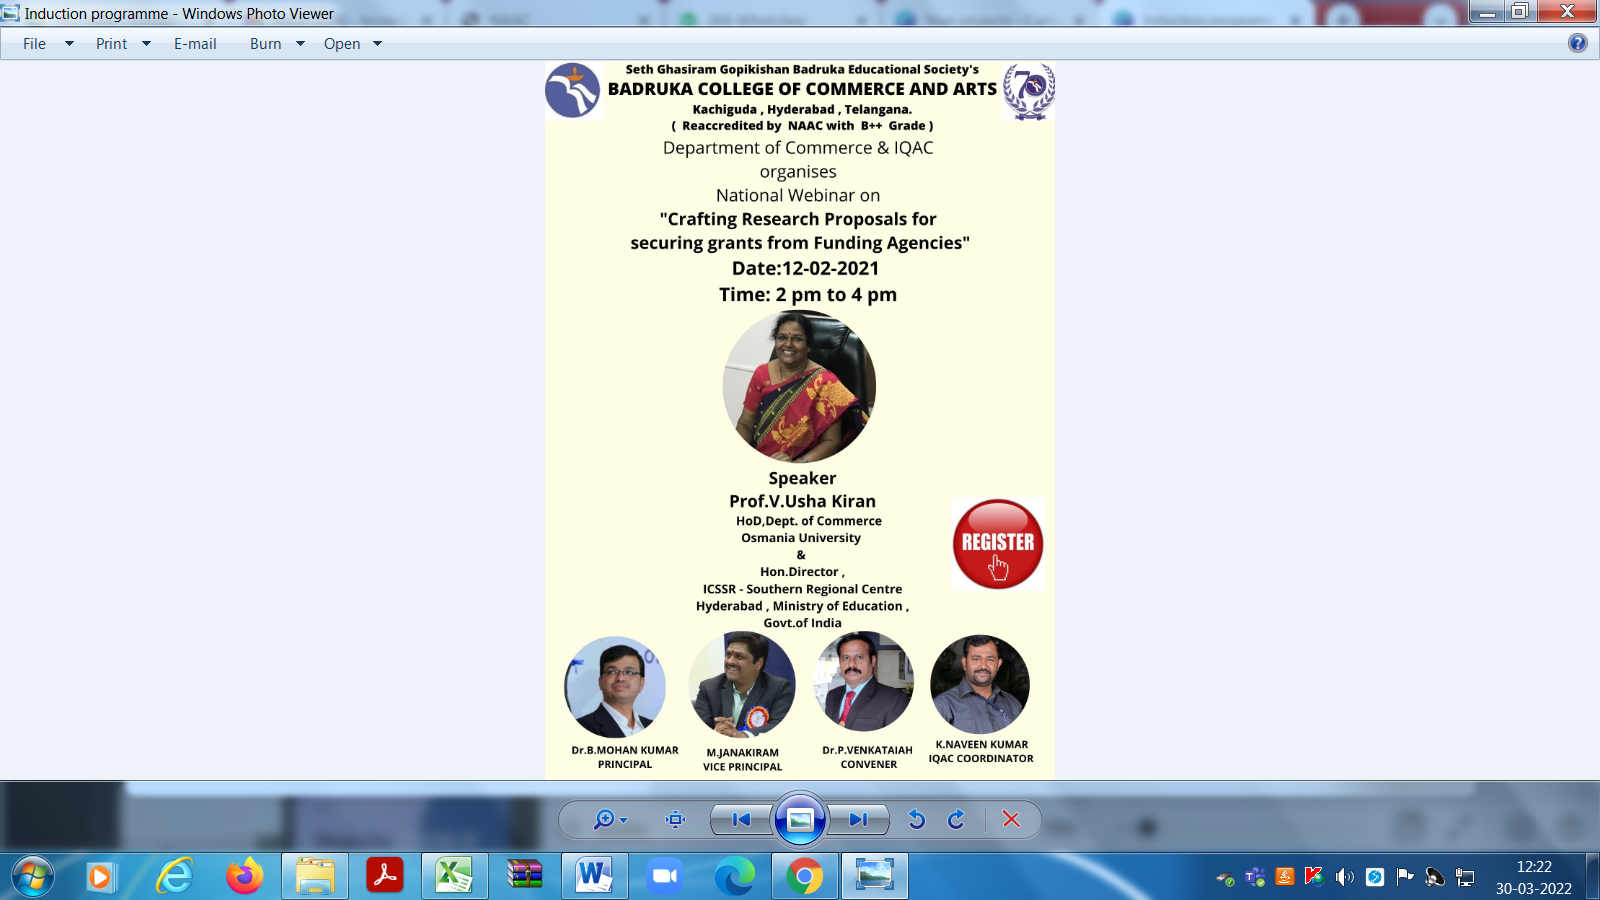 Induction programme - Windows Photo Viewer
File Print E-mail Burn Open
Seth Ghasiram Gopikishan Badruka Educational Society's
BADRUKA COLLEGE OF COMMERCE AND ARTS
70
Kachiguda , Hyderabad , Telangana.
( Reaccredited by NAAC with B++ Grade )
Department of Commerce & IQAC
organises
National Webinar on
"Crafting Research Proposals for
securing grants from Funding Agencies"
Date:12-02-2021
Time: 2 pm to 4 pm
Speaker
Prof.V.Usha Kiran
HoD,Dept. of Commerce
Osmania University
&
Hon.Director ,
ICSSR - Southern Regional Centre
Hyderabad , Ministry of Education ,
Govt.of India
REGISTER
Dr.B.MOHAN KUMAR
PRINCIPAL
M.JANAKIRAM
VICE PRINCIPAL
Dr.P.VENKATAIAH
CONVENER
K.NAVEEN KUMAR
IQAC COORDINATOR
12:22
30-03-2022